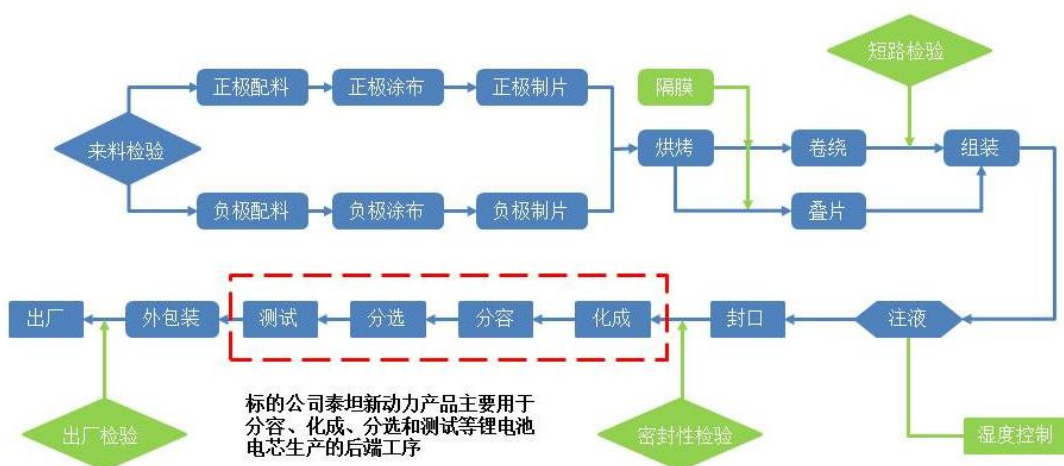 短路检验
正极配料
正极涂布
正极制片
隔膜
来料检验
烘烤
卷绕
组装
负极配料
负极涂布
负极制片
叠片
出厂
外包装
测试
分选
分容
化成
封口
注液
标的公司泰坦新动力产品主要用于
分容、化成、分选和测试等锂电池
电芯生产的后端工序
出厂检验
密封性检验
湿度控制